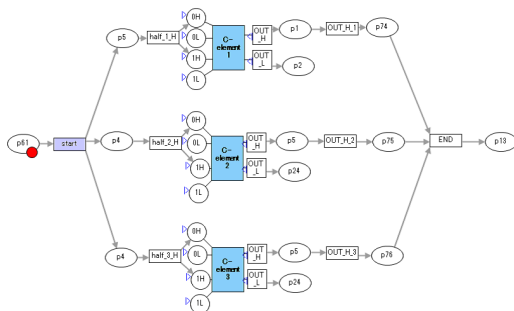 p5
half_1_H
0H
0L
1H
1L
C-
element
1
OUT
_H
OUT
_L
p1
p2
OUT_H_1
p74
p51
start
p4
half_2_H
0H
0L
1H
1L
C-
element
2
OUT
_H
OUT
_L
p5
p24
OUT_H_2
p75
END
p13
p4
half_3_H
0H
0L
1H
1L
C-
element
3
OUT
_H
OUT
_L
p5
p24
OUT_H_3
p76